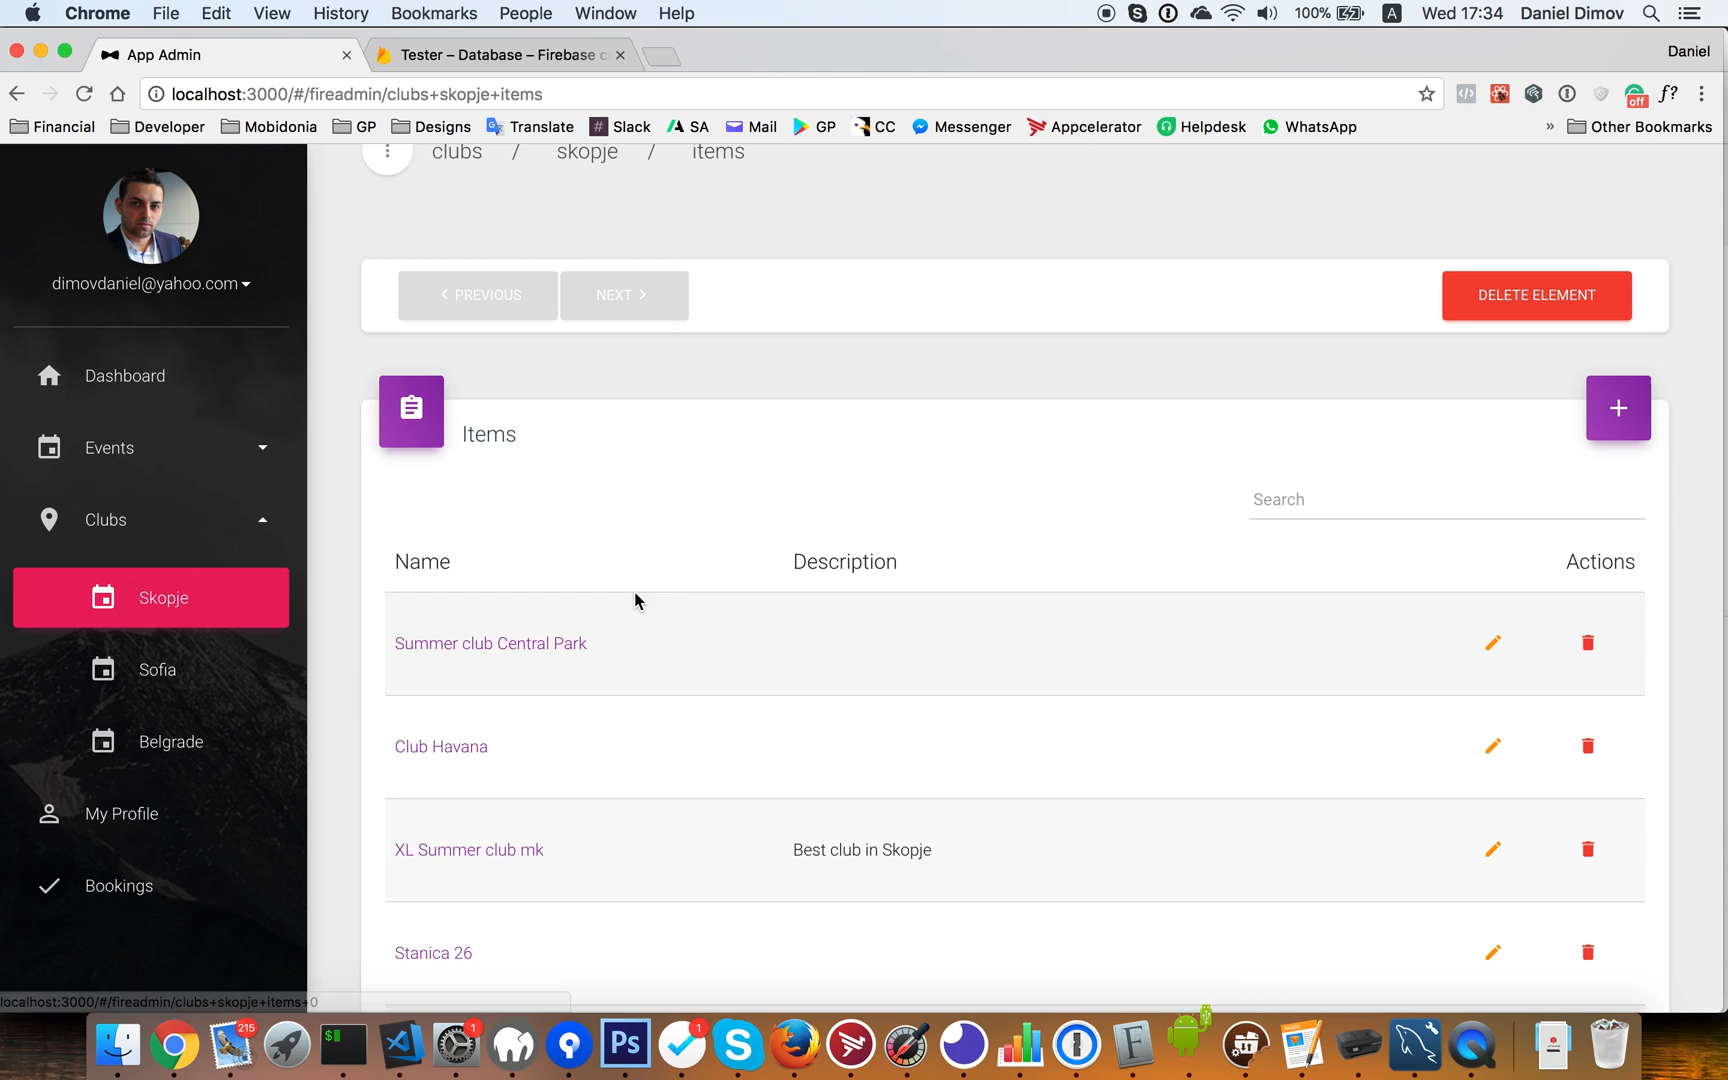 Chrome File Edit View History Bookmarks People Window Help 100% A Wed 17:34 Daniel Dimov
App Admin Tester – Database – Firebase c Daniel
localhost:3000/#/fireadmin/clubs+skopje+items off f?
Financial Developer Mobidonia GP Designs Translate Slack SA Mail GP CC Messenger Appcelerator Helpdesk WhatsApp » Other Bookmarks
clubs / skopje / items
dimovdaniel@yahoo.com
PREVIOUS NEXT DELETE ELEMENT
Dashboard
Events
Clubs
Skopje
Sofia
Belgrade
My Profile
Bookings
Items
Search
Name Description Actions
Summer club Central Park
Club Havana
XL Summer club mk Best club in Skopje
Stanica 26
localhost:3000/#/fireadmin/clubs+skopje+items+0
215 $ 1 Ps 1 S F